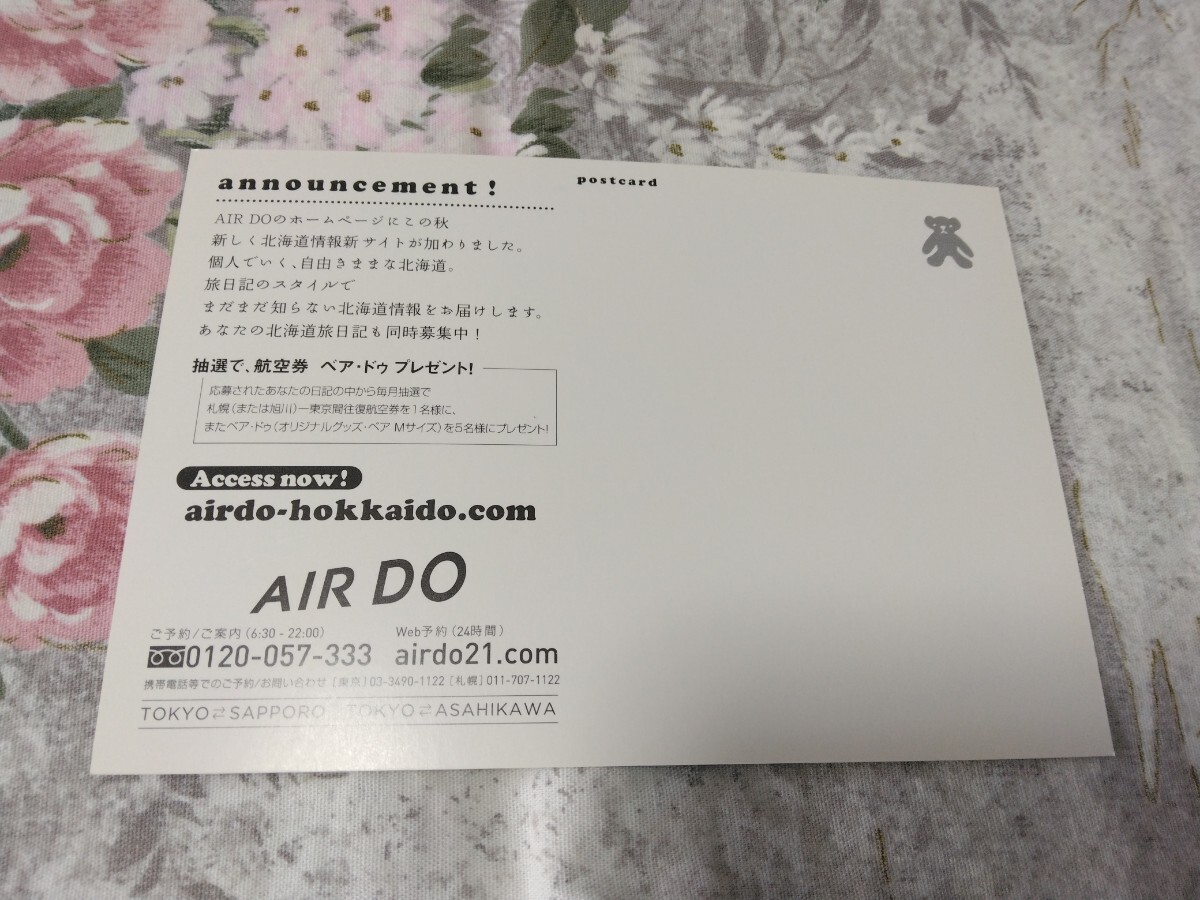 announcement!
AIR DOのホームページにこの秋
新しく北海道情報新サイトが加わりました。
個人でいく、自由きままな北海道。
旅日記のスタイルで
まだまだ知らない北海道情報をお届けします。
あなたの北海道旅日記も同時募集中！
抽選で、航空券 ベア・ドゥ プレゼント！
応募されたあなたの日記の中から毎月抽選で
札幌（または旭川）ー東京間往復航空券を1名様に、
またベア・ドゥ（オリジナルグッズ・ベア Mサイズ）を5名様にプレゼント！
Access now!
airdo-hokkaido.com
AIR DO
ご予約/ご案内（6:30 - 22:00） Web予約（24時間）
0120-057-333 airdo21.com
携帯電話等でのご予約/お問い合わせ［東京］03-3490-1122［札幌］011-707-1122
TOKYO⇄SAPPORO TOKYO⇄ASAHIKAWA
postcard